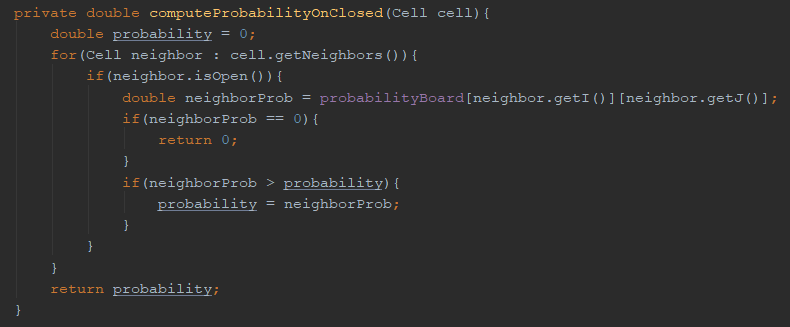 private double computeProbabilityOnClosed(Cell cell){
    double probability = 0;
    for(Cell neighbor : cell.getNeighbors()){
        if(neighbor.isOpen()){
            double neighborProb = probabilityBoard[neighbor.getI()][neighbor.getJ()];
            if(neighborProb == 0){
                return 0;
            }
            if(neighborProb > probability){
                probability = neighborProb;
            }
        }
    }
    return probability;
}